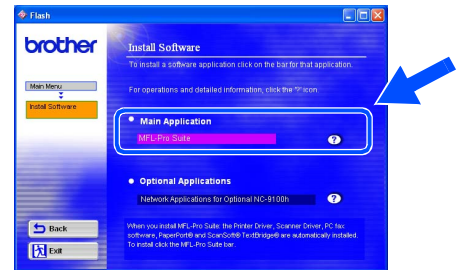 Flash
brother
Install Software
To install a software application click on the bar for that application.
Main Menu
For operations and detailed information, click the "?" icon.
Install Software
Main Application
MFL-Pro Suite
?
Optional Applications
Network Applications for Optional NC-9100h
?
Back
When you install MFL-Pro Suite: the Printer Driver, Scanner Driver, PC fax
software, PaperPort® and ScanSoft® TextBridge® are automatically installed.
To install click the MFL-Pro Suite bar.
Exit